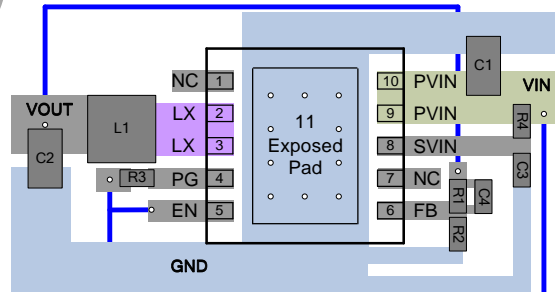 C1
NC 1
10 PVIN
VIN
VOUT
L1
LX 2
9 PVIN
R4
11
Exposed
Pad
LX 3
8 SVIN
C2
C3
R3
PG 4
7 NC
R1
C4
EN 5
6 FB
R2
GND